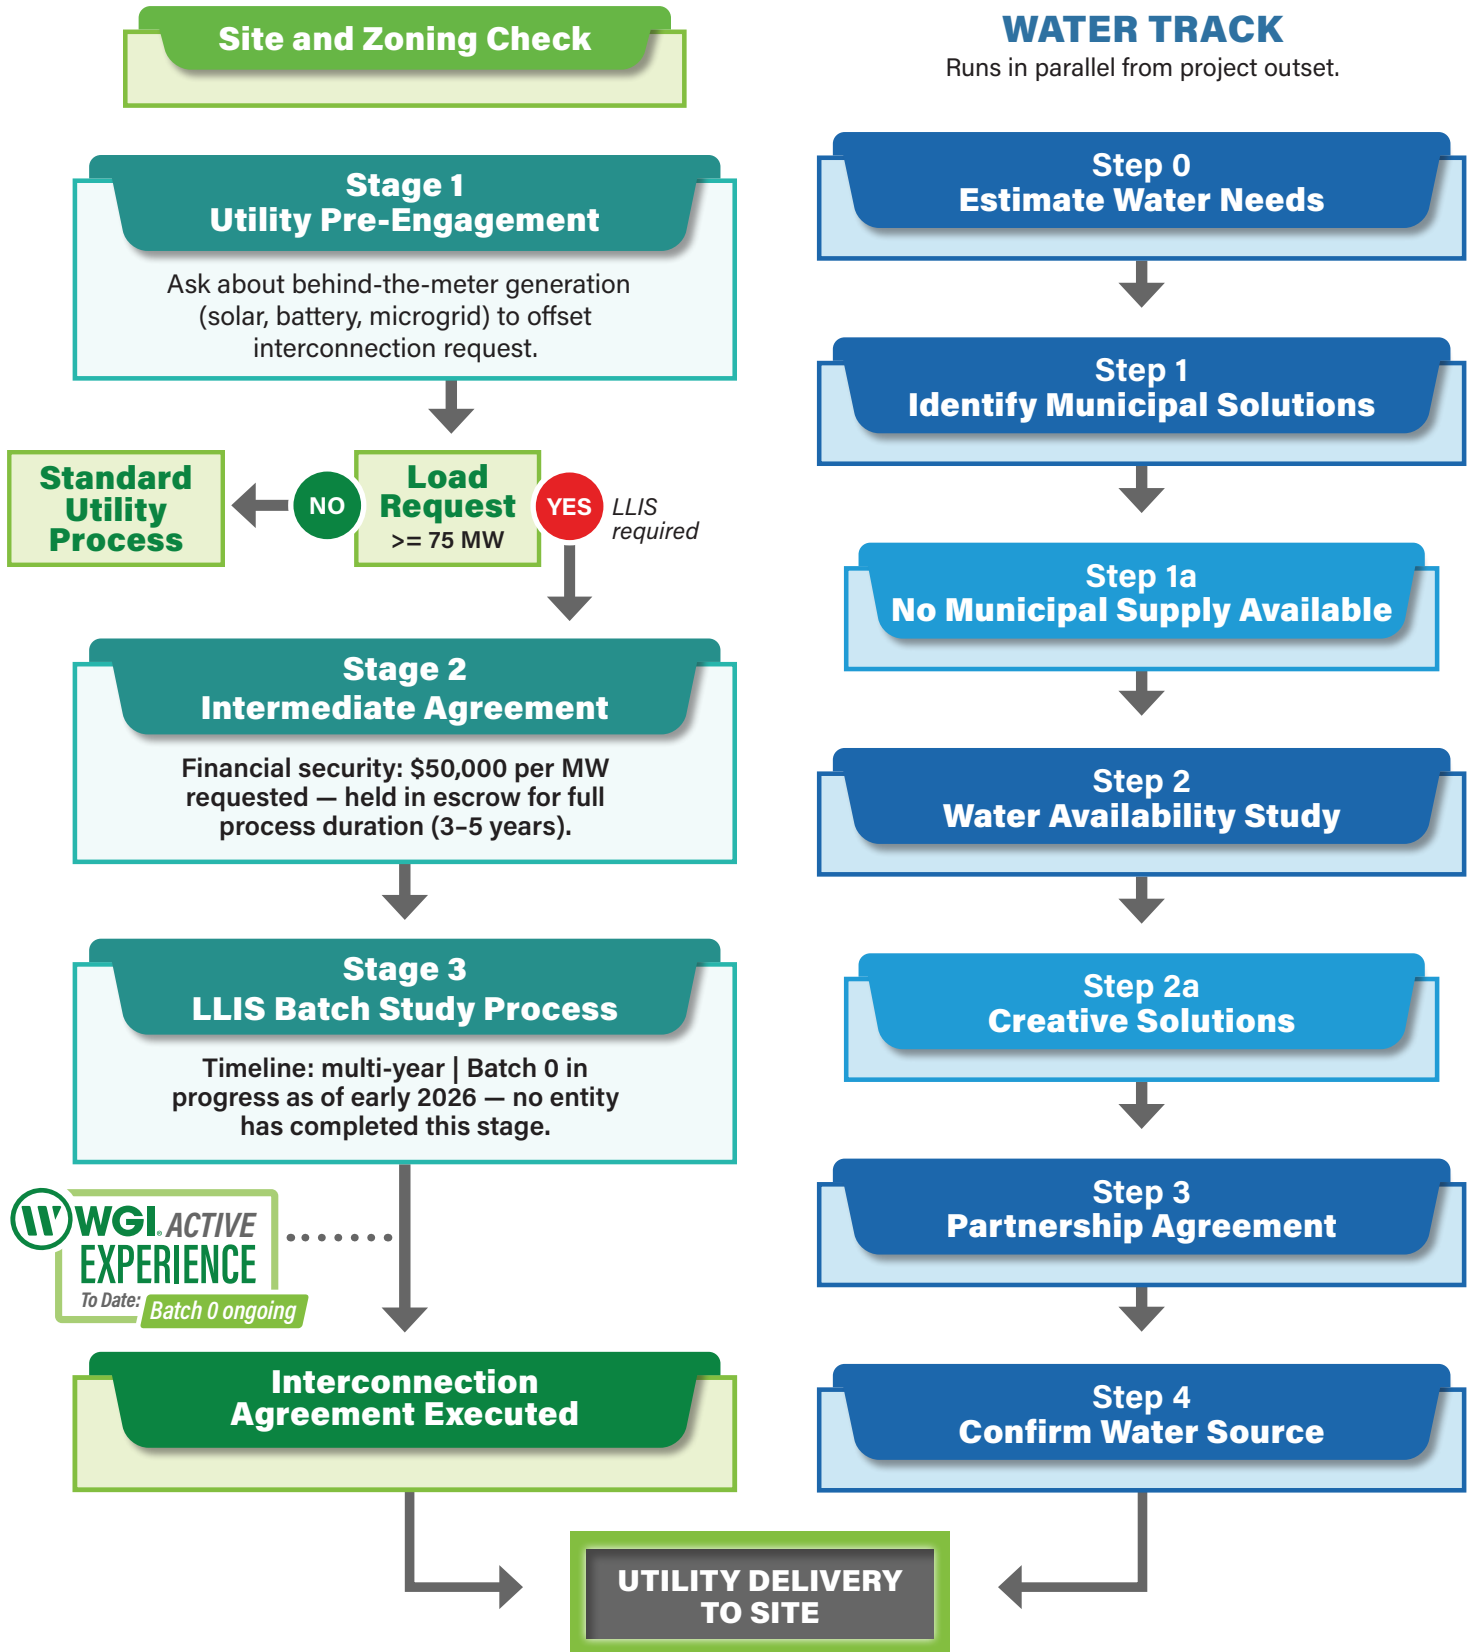 Site and Zoning Check
Stage 1
Utility Pre-Engagement
Ask about behind-the-meter generation
(solar, battery, microgrid) to offset
interconnection request.
Standard
Utility
Process
NO
Load
Request
>= 75 MW
YES
LLIS
required
Stage 2
Intermediate Agreement
Financial security: $50,000 per MW
requested — held in escrow for full
process duration (3–5 years).
Stage 3
LLIS Batch Study Process
Timeline: multi-year | Batch 0 in
progress as of early 2026 — no entity
has completed this stage.
W WGI® ACTIVE
EXPERIENCE
To Date: Batch 0 ongoing
Interconnection
Agreement Executed
WATER TRACK
Runs in parallel from project outset.
Step 0
Estimate Water Needs
Step 1
Identify Municipal Solutions
Step 1a
No Municipal Supply Available
Step 2
Water Availability Study
Step 2a
Creative Solutions
Step 3
Partnership Agreement
Step 4
Confirm Water Source
UTILITY DELIVERY
TO SITE